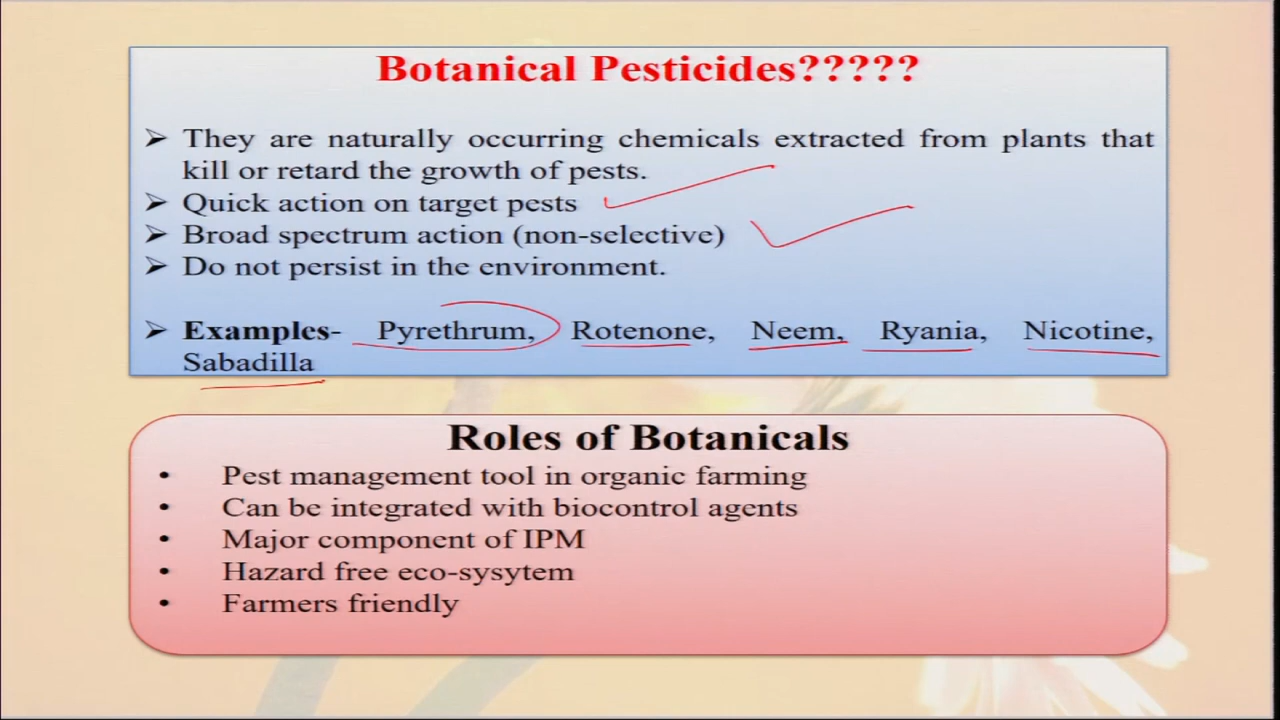 Botanical Pesticides?????
➢ They are naturally occurring chemicals extracted from plants that
kill or retard the growth of pests.
➢ Quick action on target pests
➢ Broad spectrum action (non-selective)
➢ Do not persist in the environment.
➢ Examples- Pyrethrum, Rotenone, Neem, Ryania, Nicotine,
Sabadilla
Roles of Botanicals
• Pest management tool in organic farming
• Can be integrated with biocontrol agents
• Major component of IPM
• Hazard free eco-sysytem
• Farmers friendly